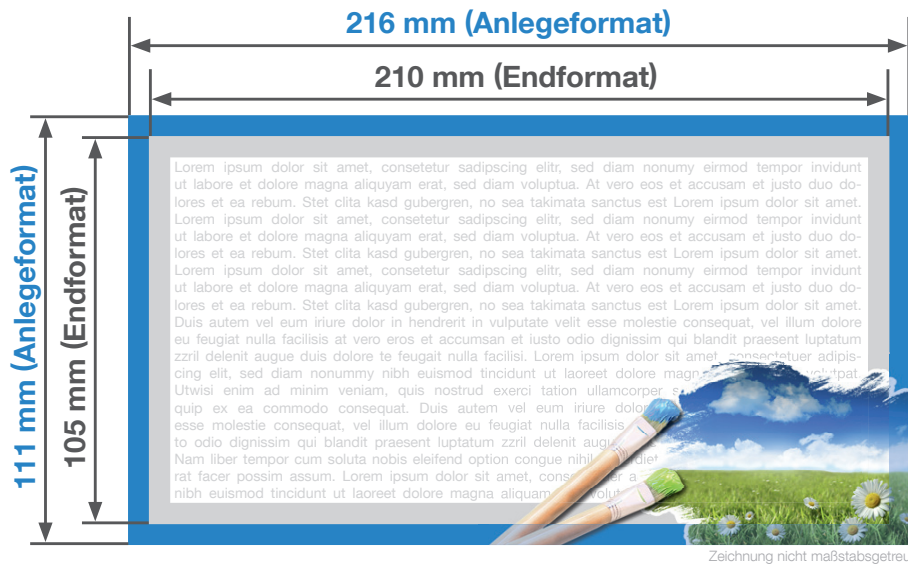 216 mm (Anlegeformat)
210 mm (Endformat)
111 mm (Anlegeformat)
105 mm (Endformat)
Lorem ipsum dolor sit amet, consetetur sadipscing elitr, sed diam nonumy eirmod tempor invidunt
ut labore et dolore magna aliquyam erat, sed diam voluptua. At vero eos et accusam et justo duo do-
lores et ea rebum. Stet clita kasd gubergren, no sea takimata sanctus est Lorem ipsum dolor sit amet.
Lorem ipsum dolor sit amet, consetetur sadipscing elitr, sed diam nonumy eirmod tempor invidunt
ut labore et dolore magna aliquyam erat, sed diam voluptua. At vero eos et accusam et justo duo do-
lores et ea rebum. Stet clita kasd gubergren, no sea takimata sanctus est Lorem ipsum dolor sit amet.
Lorem ipsum dolor sit amet, consetetur sadipscing elitr, sed diam nonumy eirmod tempor invidunt
ut labore et dolore magna aliquyam erat, sed diam voluptua. At vero eos et accusam et justo duo do-
lores et ea rebum. Stet clita kasd gubergren, no sea takimata sanctus est Lorem ipsum dolor sit amet.
Duis autem vel eum iriure dolor in hendrerit in vulputate velit esse molestie consequat, vel illum dolore
eu feugiat nulla facilisis at vero eros et accumsan et iusto odio dignissim qui blandit praesent luptatum
zzril delenit augue duis dolore te feugait nulla facilisi. Lorem ipsum dolor sit amet, consectetuer adipis-
cing elit, sed diam nonummy nibh euismod tincidunt ut laoreet dolore
Utwisi enim ad minim veniam, quis nostrud exerci tation ullamcorper
quip ex ea commodo consequat. Duis autem vel eum iriure
esse molestie consequat, vel illum dolore eu feugiat nulla facilisis
to odio dignissim qui blandit praesent luptatum zzril delenit
Nam liber tempor cum soluta nobis eleifend option congue
rat facer possim assum. Lorem ipsum dolor sit amet,
nibh euismod tincidunt ut laoreet dolore magna aliquam
Zeichnung nicht maßstabsgetreu